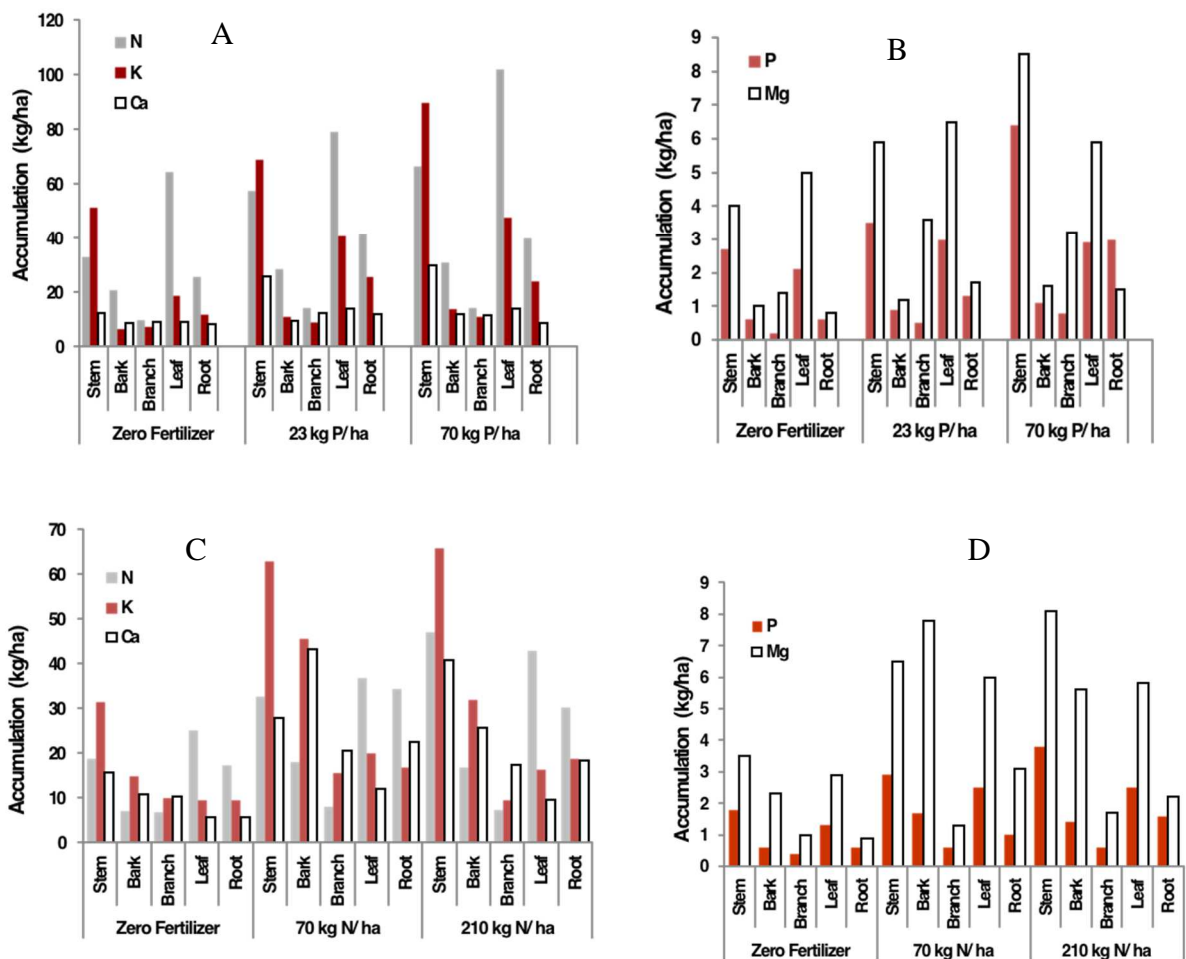 A
120
100
80
60
40
20
0
Accumulation (kg/ha)
N
K
Ca
Stem Bark Branch Leaf Root Stem Bark Branch Leaf Root Stem Bark Branch Leaf Root
Zero Fertilizer 23 kg P/ha 70 kg P/ha
B
9
8
7
6
5
4
3
2
1
0
Accumulation (kg/ha)
P
Mg
Stem Bark Branch Leaf Root Stem Bark Branch Leaf Root Stem Bark Branch Leaf Root
Zero Fertilizer 23 kg P/ha 70 kg P/ha
C
70
60
50
40
30
20
10
0
Accumulation (kg/ha)
N
K
Ca
Stem Bark Branch Leaf Root Stem Bark Branch Leaf Root Stem Bark Branch Leaf Root
Zero Fertilizer 70 kg N/ha 210 kg N/ha
D
9
8
7
6
5
4
3
2
1
0
Accumulation (kg/ha)
P
Mg
Stem Bark Branch Leaf Root Stem Bark Branch Leaf Root Stem Bark Branch Leaf Root
Zero Fertilizer 70 kg N/ha 210 kg N/ha